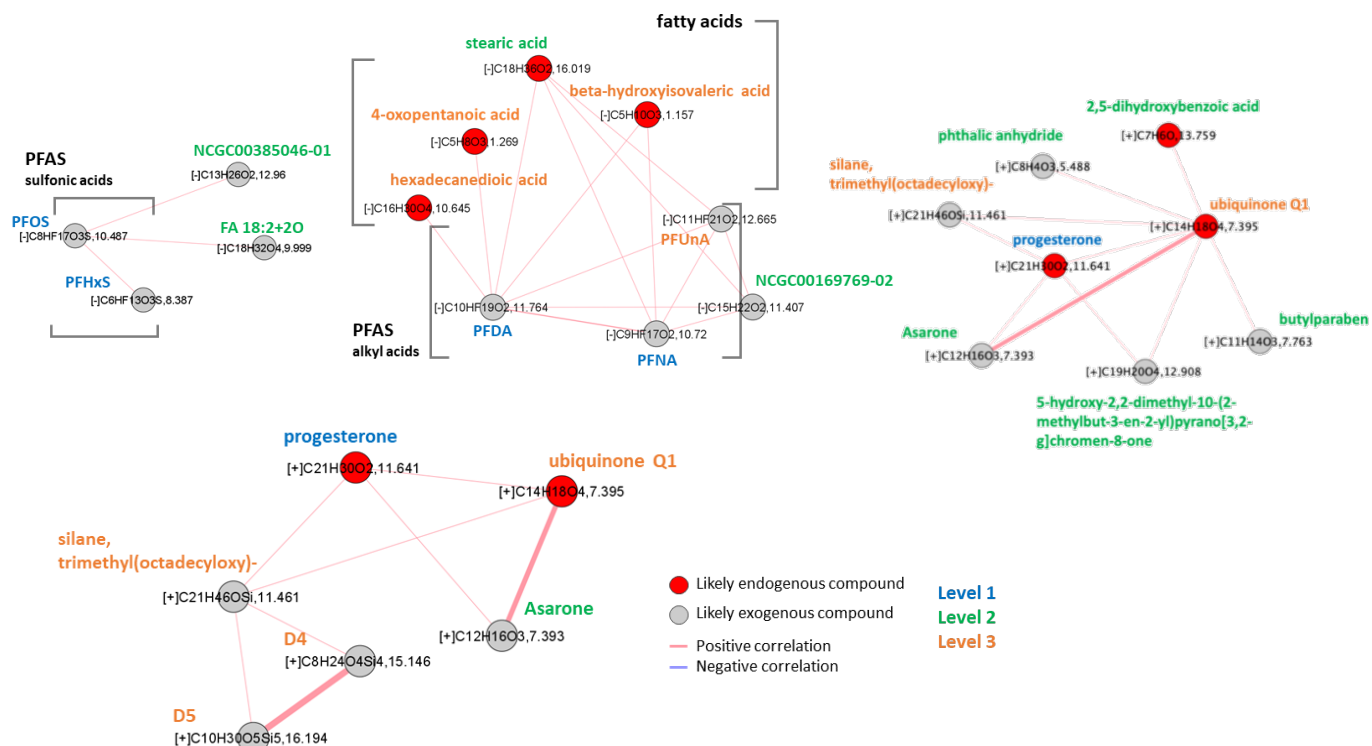 fatty acids
stearic acid
[-]C18H36O2,16.019
beta-hydroxyisovaleric acid
[-]C5H10O3,1.157
4-oxopentanoic acid
[-]C5H8O3,1.269
hexadecanedioic acid
[-]C16H30O4,10.645
PFAS
sulfonic acids
NCGC00385046-01
[-]C13H26O2,12.96
PFOS
[-]C8HF17O3S,10.487
FA 18:2+2O
[-]C18H32O4,9.999
PFHxS
[-]C6HF13O3S,8.387
[-]C11HF21O2,12.665
PFUnA
NCGC00169769-02
[-]C15H22O2,11.407
[-]C10HF19O2,11.764
PFDA
[-]C9HF17O2,10.72
PFNA
PFAS
alkyl acids
2,5-dihydroxybenzoic acid
[+]C7H6O,13.759
phthalic anhydride
[+]C8H4O3,5.488
silane,
trimethyl(octadecyloxy)-
[+]C21H46OSi,11.461
ubiquinone Q1
[+]C14H18O4,7.395
progesterone
[+]C21H30O2,11.641
Asarone
[+]C12H16O3,7.393
butylparaben
[+]C11H14O3,7.763
[+]C19H20O4,12.908
5-hydroxy-2,2-dimethyl-10-(2-
methylbut-3-en-2-yl)pyrano[3,2-
g]chromen-8-one
progesterone
[+]C21H30O2,11.641
ubiquinone Q1
[+]C14H18O4,7.395
silane,
trimethyl(octadecyloxy)-
[+]C21H46OSi,11.461
Asarone
[+]C12H16O3,7.393
D4
[+]C8H24O4Si4,15.146
D5
[+]C10H30O5Si5,16.194
Likely endogenous compound
Likely exogenous compound
Positive correlation
Negative correlation
Level 1
Level 2
Level 3